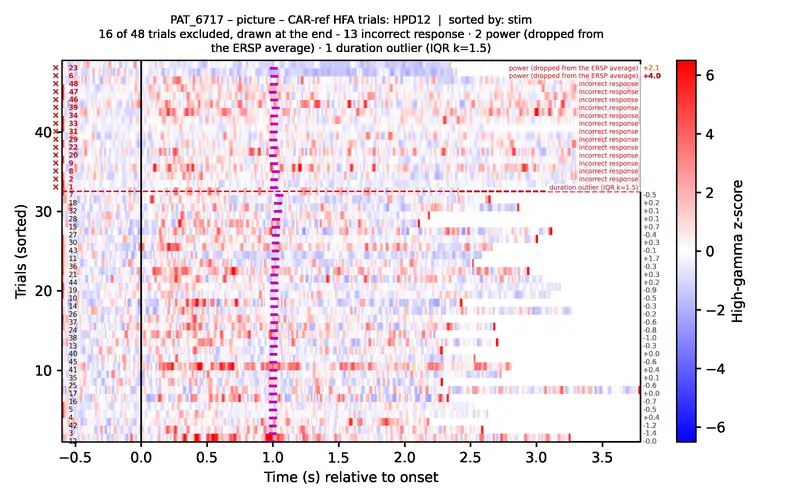 PAT_6717 – picture – CAR-ref HFA trials: HPD12 | sorted by: stim
16 of 48 trials excluded, drawn at the end - 13 incorrect response · 2 power (dropped from
the ERSP average) · 1 duration outlier (IQR k=1.5)
× 23 power (dropped from the ERSP average) +2.1
× 6 power (dropped from the ERSP average) +4.0
× 48 incorrect response
× 47 incorrect response
× 46 incorrect response
× 39 incorrect response
× 34 incorrect response
× 33 incorrect response
× 31 incorrect response
× 29 incorrect response
× 22 incorrect response
× 20 incorrect response
× 9 incorrect response
× 8 incorrect response
× 2 incorrect response
× 1 duration outlier (IQR k=1.5)
7 -0.5
18 +0.2
32 +0.1
28 +0.1
15
27 -0.4
30 -0.3
43 -0.1
11 +1.7
36
21
44 +0.2
19 -0.9
10 -0.5
14 -0.3
26 -0.2
37 -0.6
24 -0.8
38 -1.0
13 -0.3
40 +0.0
45
41 +0.4
35 +0.1
25 -0.6
17 +0.0
16 -0.7
5 -0.5
4 +0.4
42 -1.2
3 -1.4
12 -0.0
40
30
20
10
Trials (sorted)
−0.5 0.0 0.5 1.0 1.5 2.0 2.5 3.0 3.5
Time (s) relative to onset
6
4
2
0
−2
−4
−6
High-gamma z-score